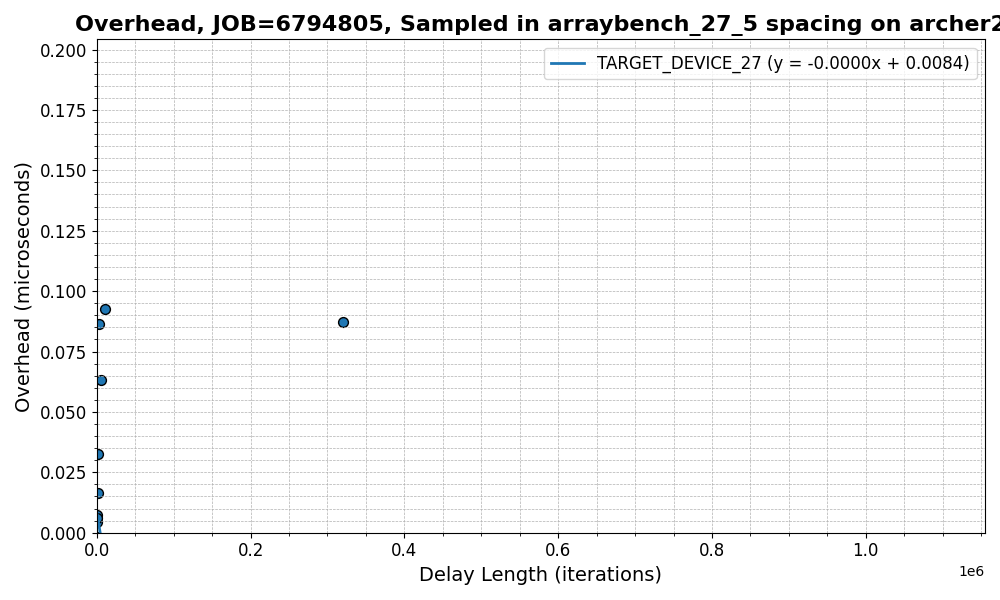 Overhead, JOB=6794805, Sampled in arraybench_27_5 spacing on archer2
TARGET_DEVICE_27 (y = -0.0000x + 0.0084)
Overhead (microseconds)
0.200
0.175
0.150
0.125
0.100
0.075
0.050
0.025
0.000
0.0 0.2 0.4 0.6 0.8 1.0
1e6
Delay Length (iterations)